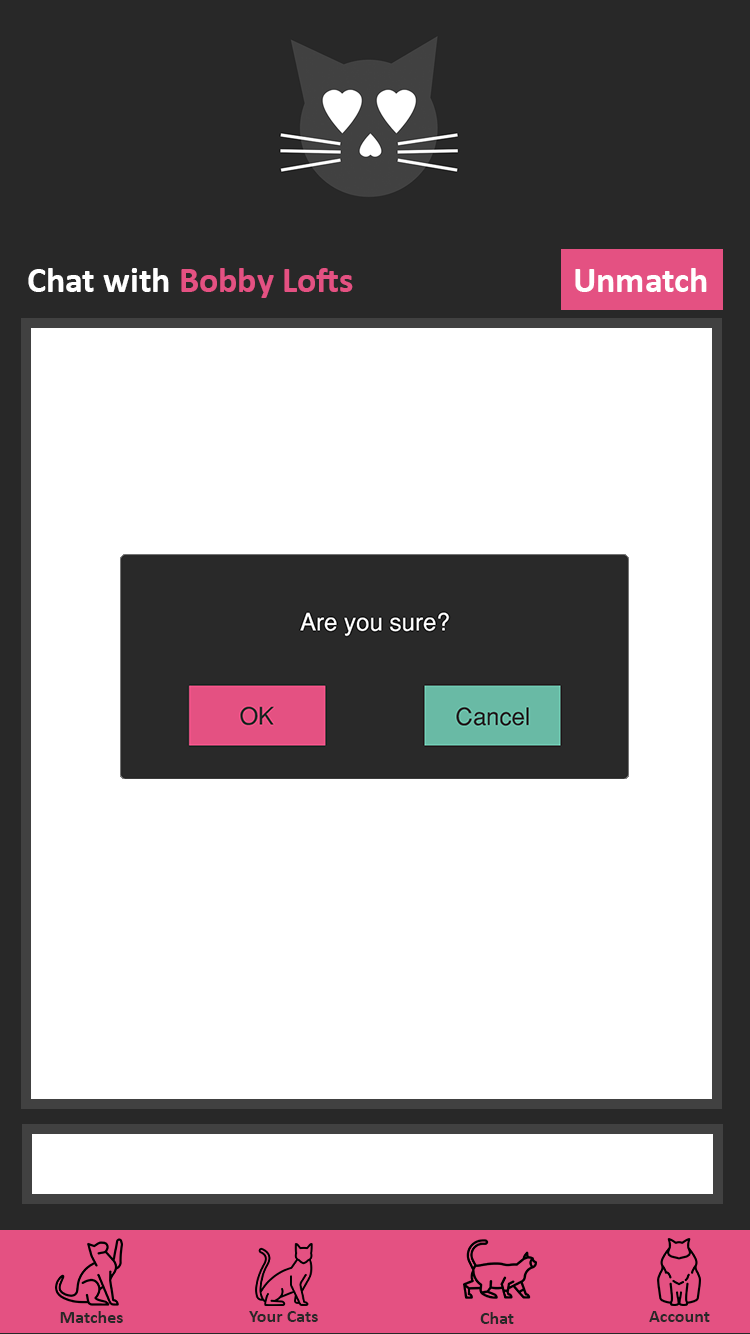 Chat with Bobby Lofts
Unmatch
Are you sure?
OK
Cancel
Matches
Your Cats
Chat
Account